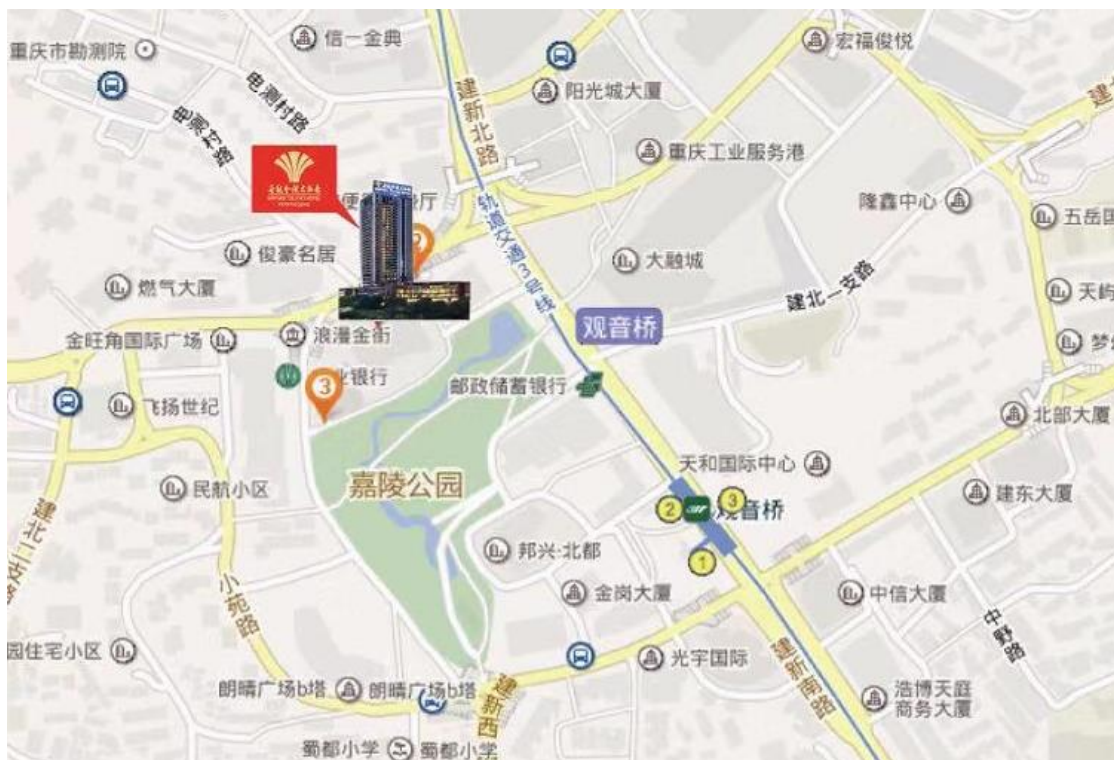 信一金典
宏福俊悦
重庆市勘测院
阳光城大厦
建新北路
电测村路
电测村路
重庆工业服务港
隆鑫中心
轨道交通3号线
五岳国
俊豪名居
大融城
燃气大厦
建北一支路
天屿
观音桥
金旺角国际广场
浪漫金街
业银行
3
邮政储蓄银行
飞扬世纪
北部大厦
天和国际中心
嘉陵公园
民航小区
建东大厦
2
3
观音桥
1
建北二支路
邦兴·北都
金岗大厦
中信大厦
小苑路
中野路
园住宅小区
光宇国际
建新南路
朗晴广场b塔
朗晴广场b塔
建新西
浩博天庭
商务大厦
蜀都小学
蜀都小学